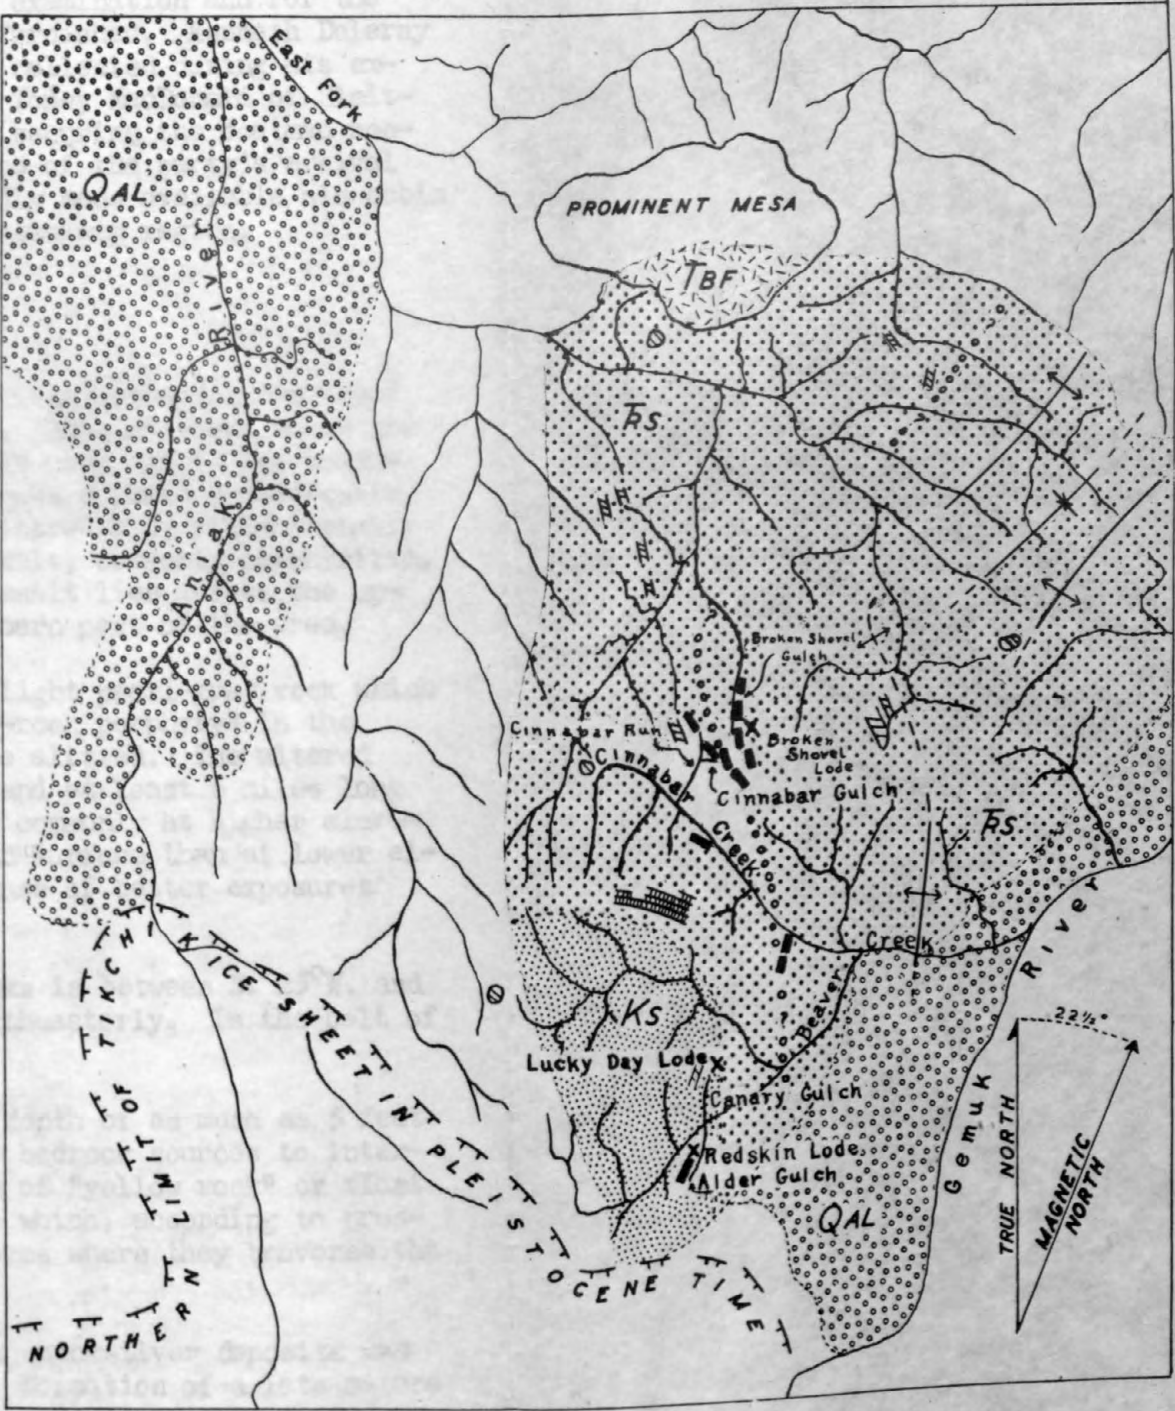 East Fork
QAL
River
PROMINENT MESA
TBF
TRS
Aniak
Broken Shovel
Gulch
Cinnabar Run
Broken
Shovel
Lode
Cinnabar
Creek
Cinnabar Gulch
TRS
River
Creek
Beaver
KS
Lucky Day Lode
Canary Gulch
Redskin Lode
Alder Gulch
QAL
Gemuk
22½°
TRUE NORTH
MAGNETIC
NORTH
NORTHERN LIMIT OF TIKCHIK ICE SHEET IN PLEISTOCENE TIME